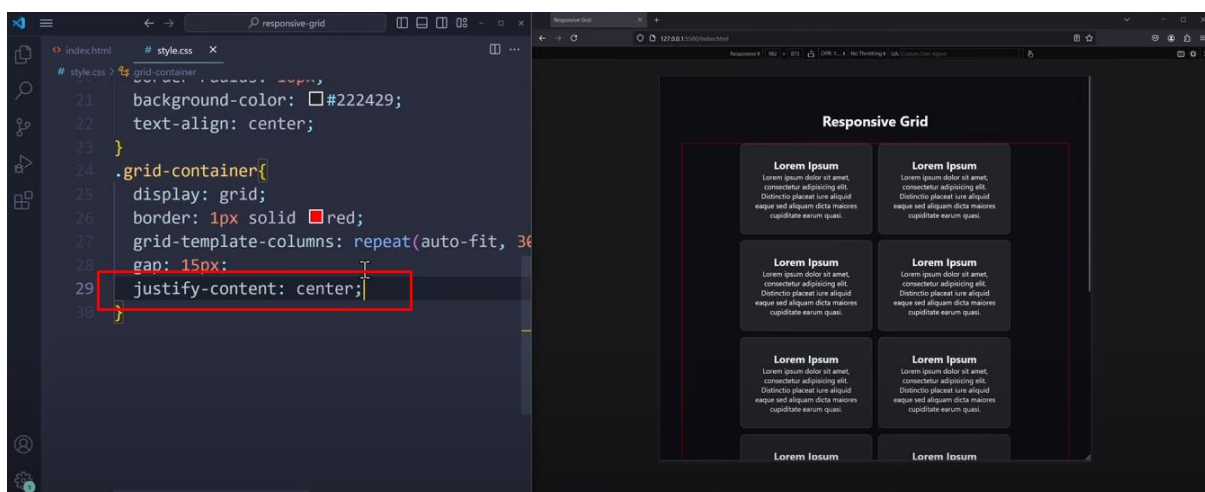 responsive-grid
index.html
# style.css
# style.css > .grid-container
21 background-color: #222429;
22 text-align: center;
23 }
24 .grid-container{
25 display: grid;
26 border: 1px solid red;
27 grid-template-columns: repeat(auto-fit, 30
28 gap: 15px;
29 justify-content: center;
30 }
Responsive Grid
127.0.0.1:5500/index.html
Responsive Grid
Lorem Ipsum
Lorem ipsum dolor sit amet,
consectetur adipisicing elit.
Distinctio placeat iure aliquid
eaque sed aliquam dicta maiores
cupiditate earum quasi.
Lorem Ipsum
Lorem ipsum dolor sit amet,
consectetur adipisicing elit.
Distinctio placeat iure aliquid
eaque sed aliquam dicta maiores
cupiditate earum quasi.
Lorem Ipsum
Lorem ipsum dolor sit amet,
consectetur adipisicing elit.
Distinctio placeat iure aliquid
eaque sed aliquam dicta maiores
cupiditate earum quasi.
Lorem Ipsum
Lorem ipsum dolor sit amet,
consectetur adipisicing elit.
Distinctio placeat iure aliquid
eaque sed aliquam dicta maiores
cupiditate earum quasi.
Lorem Ipsum
Lorem ipsum dolor sit amet,
consectetur adipisicing elit.
Distinctio placeat iure aliquid
eaque sed aliquam dicta maiores
cupiditate earum quasi.
Lorem Ipsum
Lorem ipsum dolor sit amet,
consectetur adipisicing elit.
Distinctio placeat iure aliquid
eaque sed aliquam dicta maiores
cupiditate earum quasi.
Lorem Ipsum
Lorem Ipsum